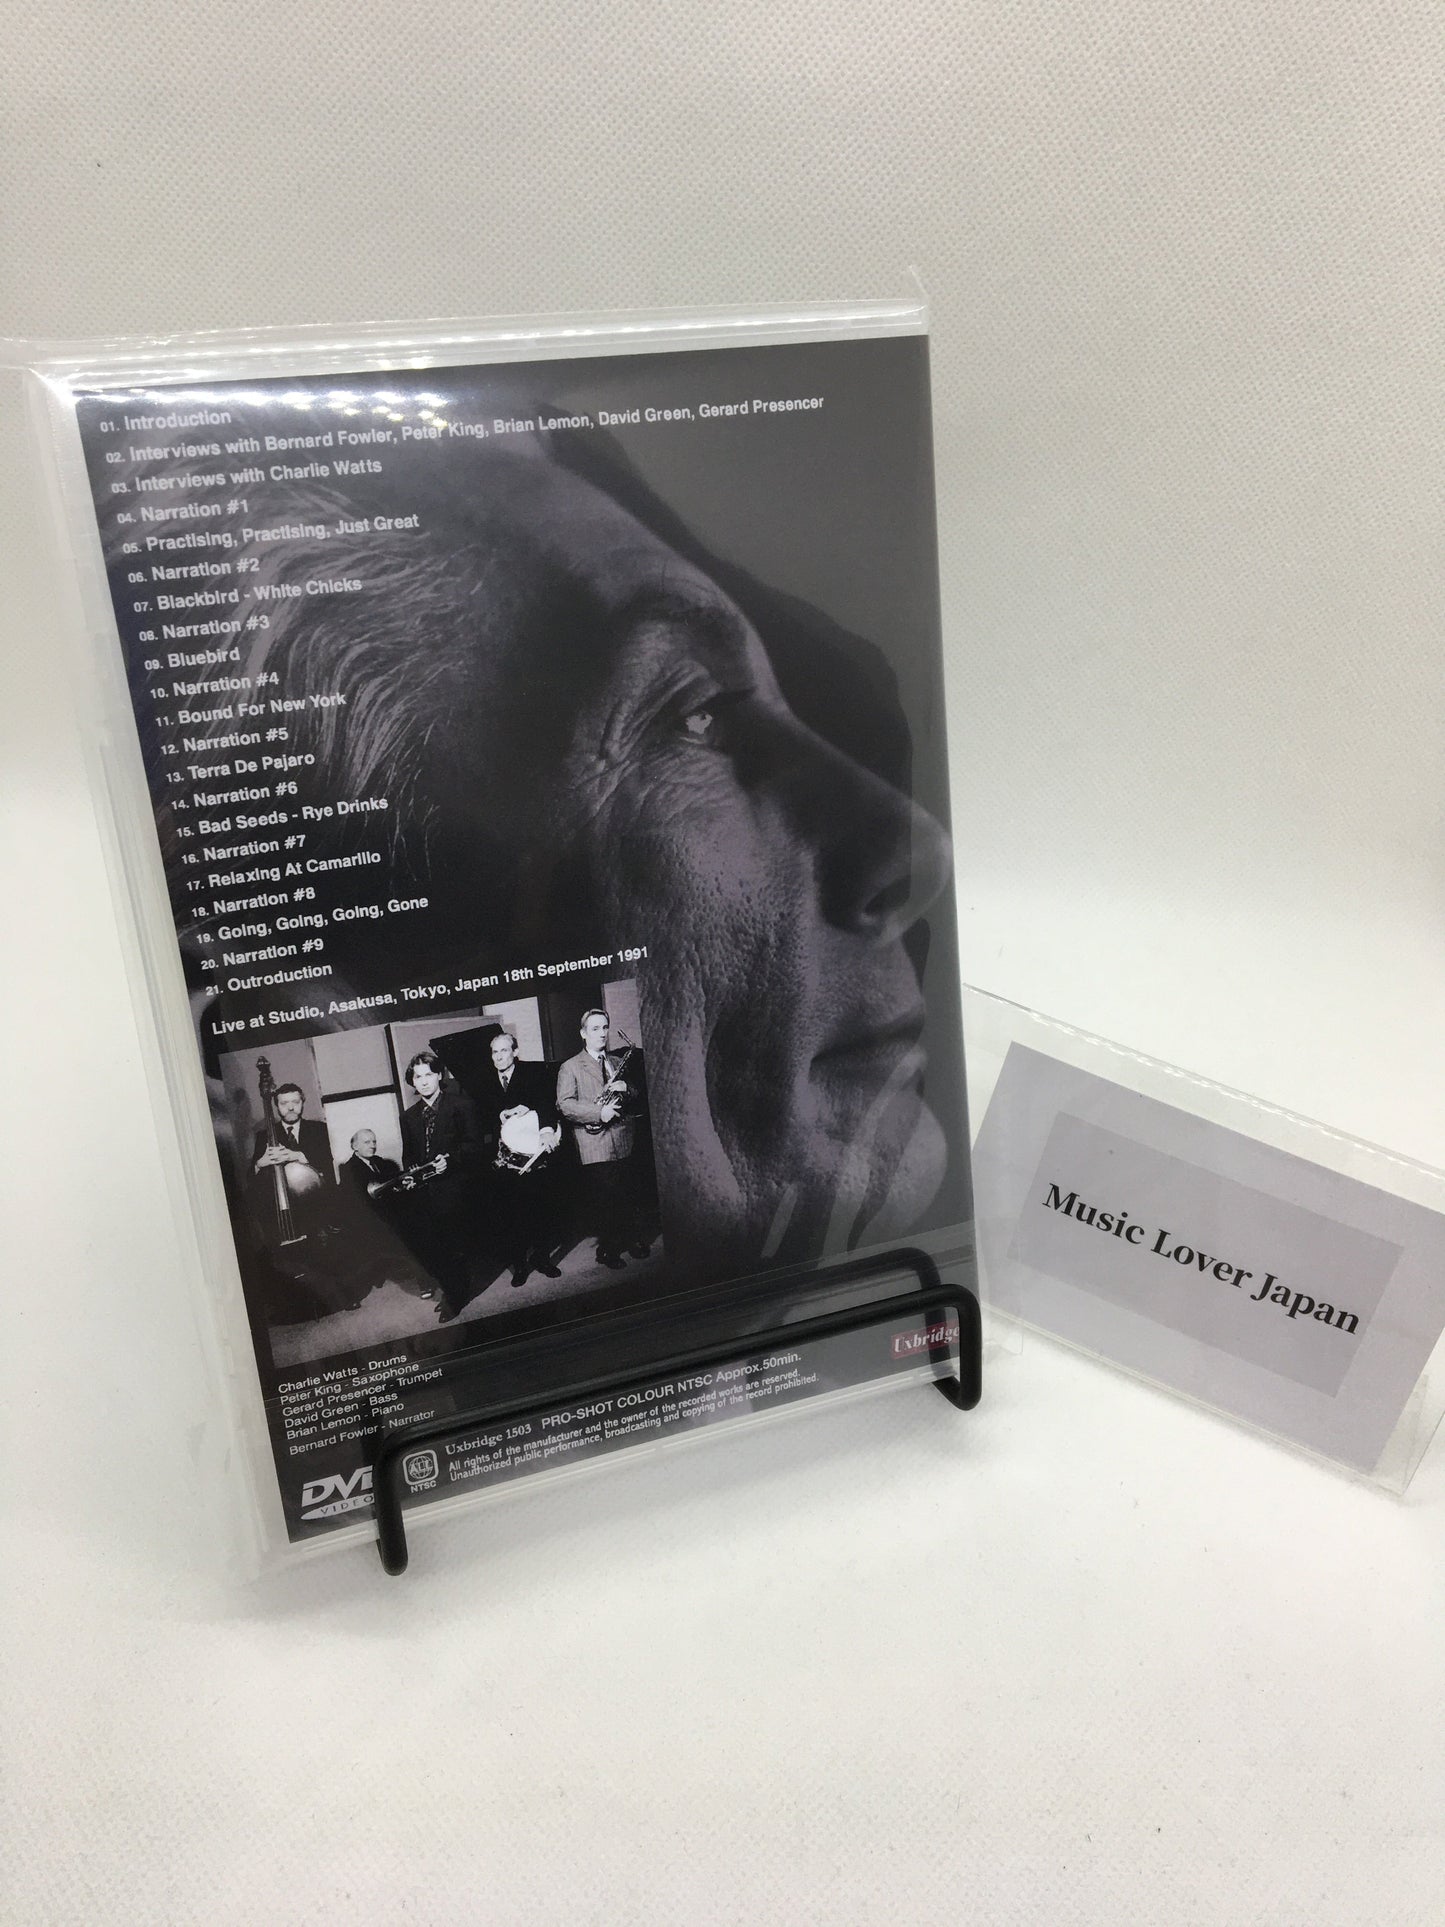 01. Introduction
02. Interviews with Bernard Fowler, Peter King, Brian Lemon, David Green, Gerard Presencer
03. Interviews with Charlie Watts
04. Narration #1
05. Practising, Practising, Just Great
06. Narration #2
07. Blackbird - White Chicks
08. Narration #3
09. Bluebird
10. Narration #4
11. Bound For New York
12. Narration #5
13. Terra De Pajaro
14. Narration #6
15. Bad Seeds - Rye Drinks
16. Narration #7
17. Relaxing At Camarillo
18. Narration #8
19. Going, Going, Going, Gone
20. Narration #9
21. Outroduction
Live at Studio, Asakusa, Tokyo, Japan 18th September 1991
Charlie Watts - Drums
Peter King - Saxophone
Gerard Presencer - Trumpet
David Green - Bass
Brian Lemon - Piano
Bernard Fowler - Narrator
Uxbridge
Uxbridge 1503 PRO-SHOT COLOUR NTSC Approx.50min.
All rights of the manufacturer and the owner of the recorded works are reserved.
Unauthorized public performance, broadcasting and copying of the record prohibited.
DVD
VIDEO
ALL
NTSC
Music Lover Japan